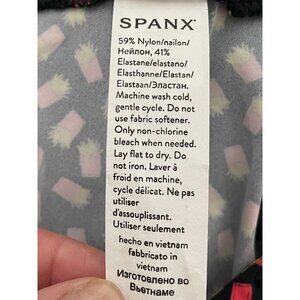 SPANX'
59% Nylon/nailon/
Нейлон, 41%
Elastane/elastano/
Elasthanne/Elastan/
Эластан/Эластан.
Machine wash cold,
gentle cycle. Do not
use fabric softener.
Only non-chlorine
bleach when needed.
Lay flat to dry. Do
not iron. Laver à
froid en machine,
cycle délicat. Ne pas
utiliser
d'assouplissant.
Utiliser seulement
hecho en vietnam
fabbricato in
vietnam
Изготовлено во
Вьетнаме